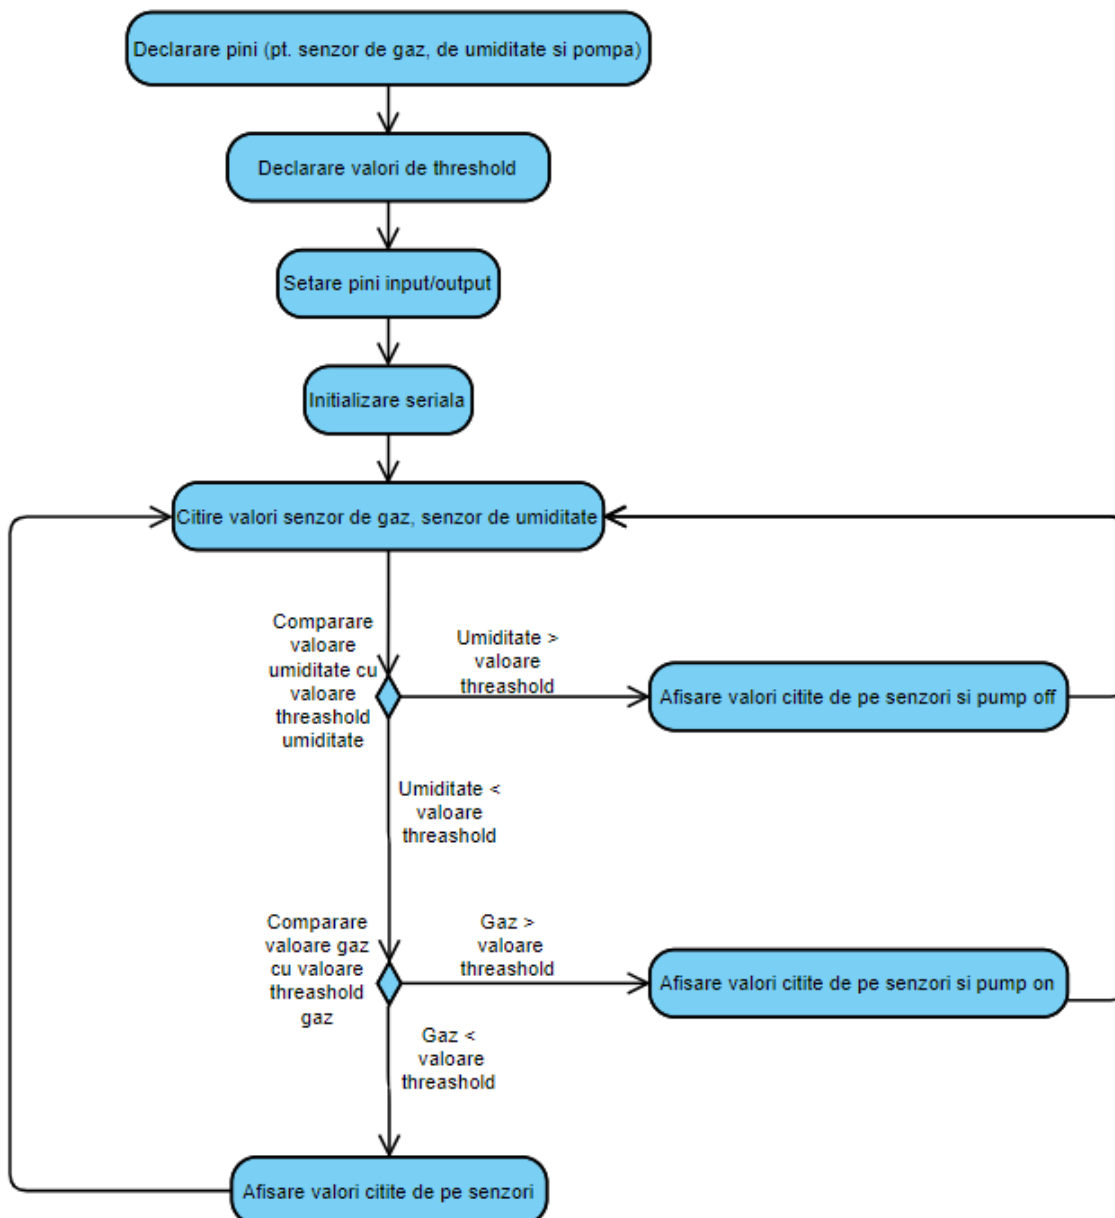 Declarare pini (pt. senzor de gaz, de umiditate si pompa)
Declarare valori de threshold
Setare pini input/output
Initializare seriala
Citire valori senzor de gaz, senzor de umiditate
Comparare
valoare
umiditate cu
valoare
threashold
umiditate
Umiditate >
valoare
threashold
Afisare valori citite de pe senzori si pump off
Umiditate <
valoare
threashold
Comparare
valoare gaz
cu valoare
threashold
gaz
Gaz >
valoare
threashold
Afisare valori citite de pe senzori si pump on
Gaz <
valoare
threashold
Afisare valori citite de pe senzori